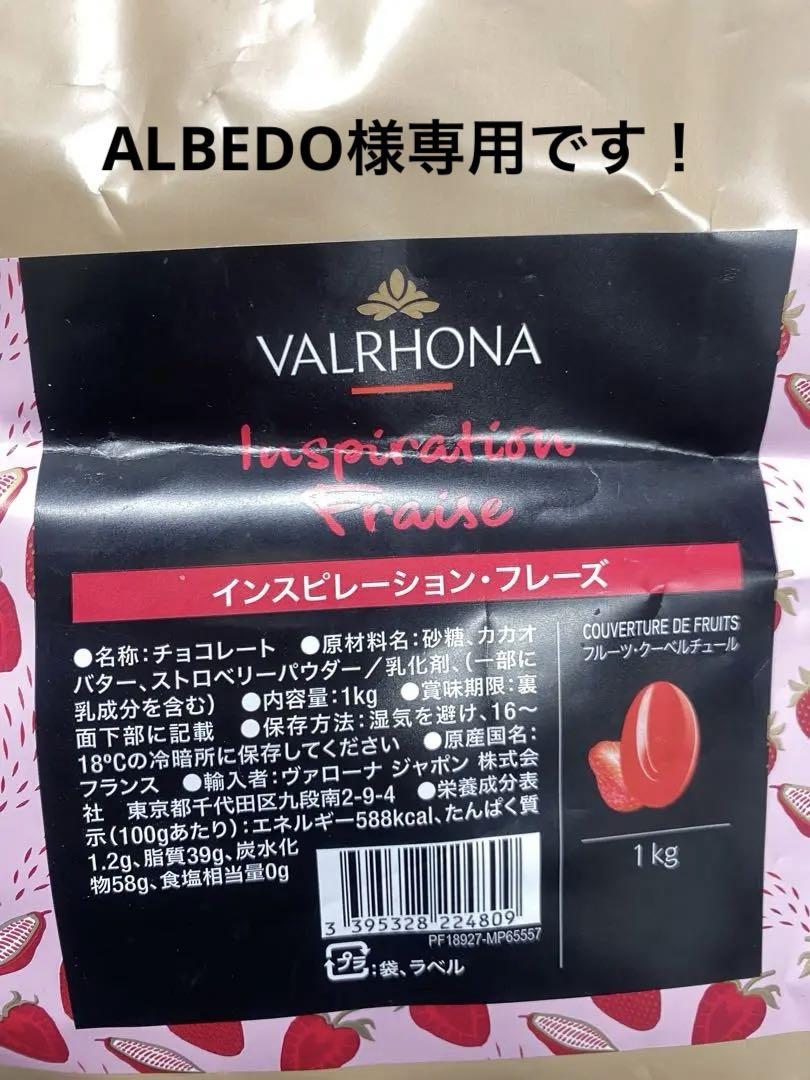 ALBEDO様専用です！
VALRHONA
Inspiration
Fraise
インスピレーション・フレーズ
●名称：チョコレート ●原材料名：砂糖、カカオ
バター、ストロベリーパウダー／乳化剤、（一部に
乳成分を含む） ●内容量：1kg ●賞味期限：裏
面下部に記載 ●保存方法：湿気を避け、16～
18℃の冷暗所に保存してください ●原産国名：
フランス ●輸入者：ヴァローナ ジャポン 株式会
社 東京都千代田区九段南2-9-4 ●栄養成分表
示（100gあたり）：エネルギー588kcal、たんぱく質
1.2g、脂質39g、炭水化
物58g、食塩相当量0g
3 395328 224809
PF18927-MP65557
プラ：袋、ラベル
COUVERTURE DE FRUITS
フルーツ・クーベルチュール
1 kg